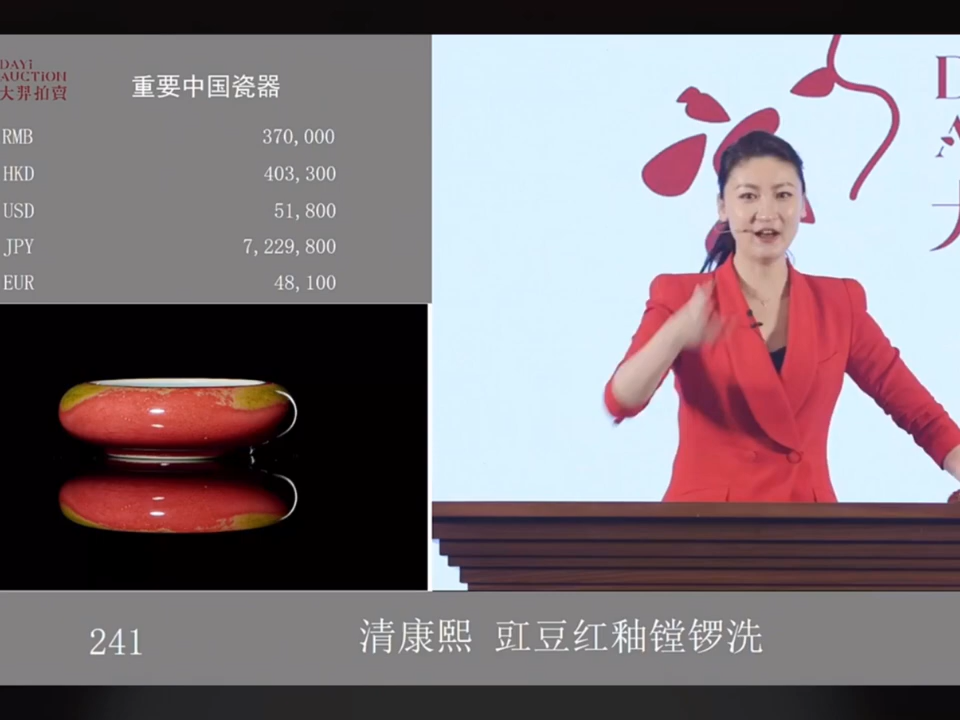 DAYI
AUCTION
大羿拍賣
重要中国瓷器
RMB 370,000
HKD 403,300
USD 51,800
JPY 7,229,800
EUR 48,100
D
A
大
241 清康熙 豇豆红釉镗锣洗